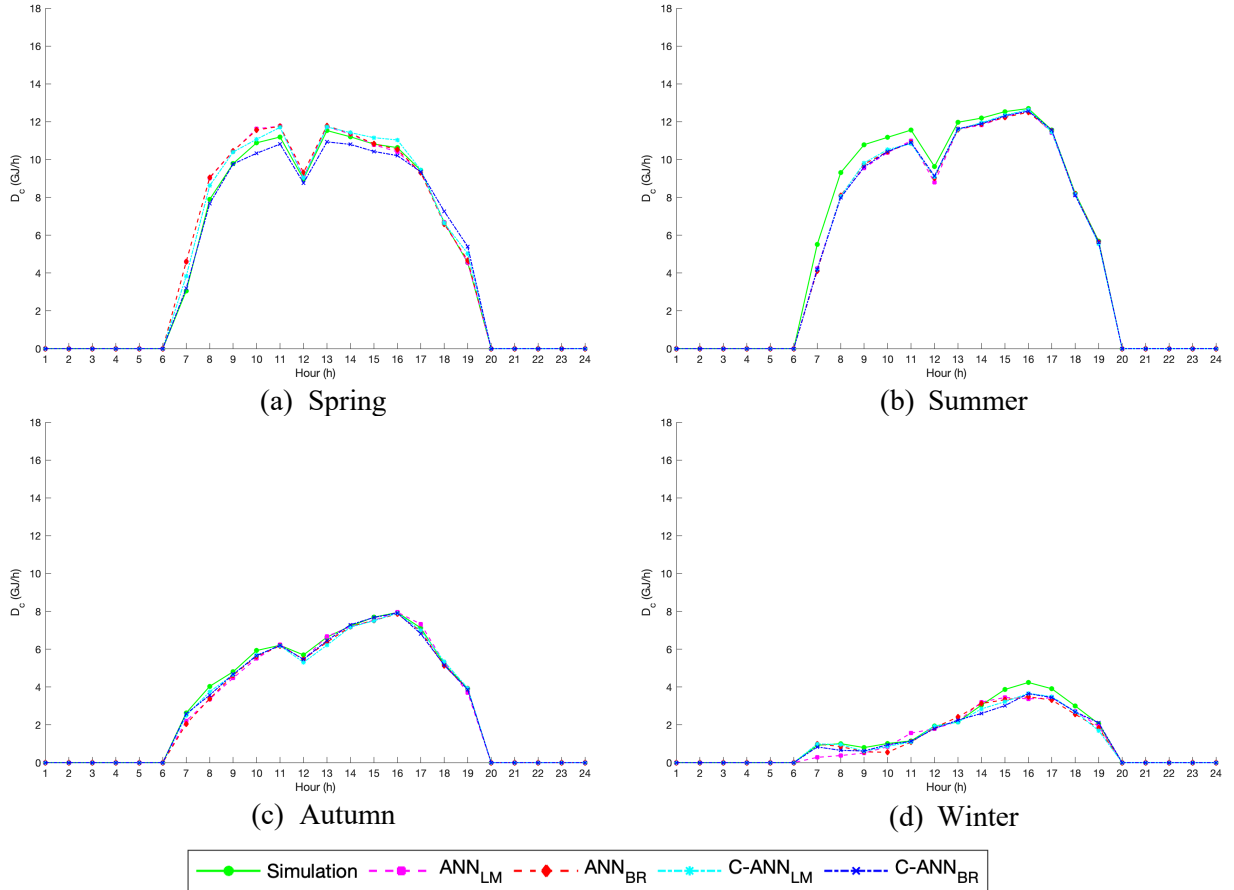 18
16
14
12
10
8
6
4
2
0
D_c (GJ/h)
1 2 3 4 5 6 7 8 9 10 11 12 13 14 15 16 17 18 19 20 21 22 23 24
Hour (h)
(a) Spring
18
16
14
12
10
8
6
4
2
0
D_c (GJ/h)
1 2 3 4 5 6 7 8 9 10 11 12 13 14 15 16 17 18 19 20 21 22 23 24
Hour (h)
(b) Summer
18
16
14
12
10
8
6
4
2
0
D_c (GJ/h)
1 2 3 4 5 6 7 8 9 10 11 12 13 14 15 16 17 18 19 20 21 22 23 24
Hour (h)
(c) Autumn
18
16
14
12
10
8
6
4
2
0
D_c (GJ/h)
1 2 3 4 5 6 7 8 9 10 11 12 13 14 15 16 17 18 19 20 21 22 23 24
Hour (h)
(d) Winter
Simulation ANN_LM ANN_BR C-ANN_LM C-ANN_BR